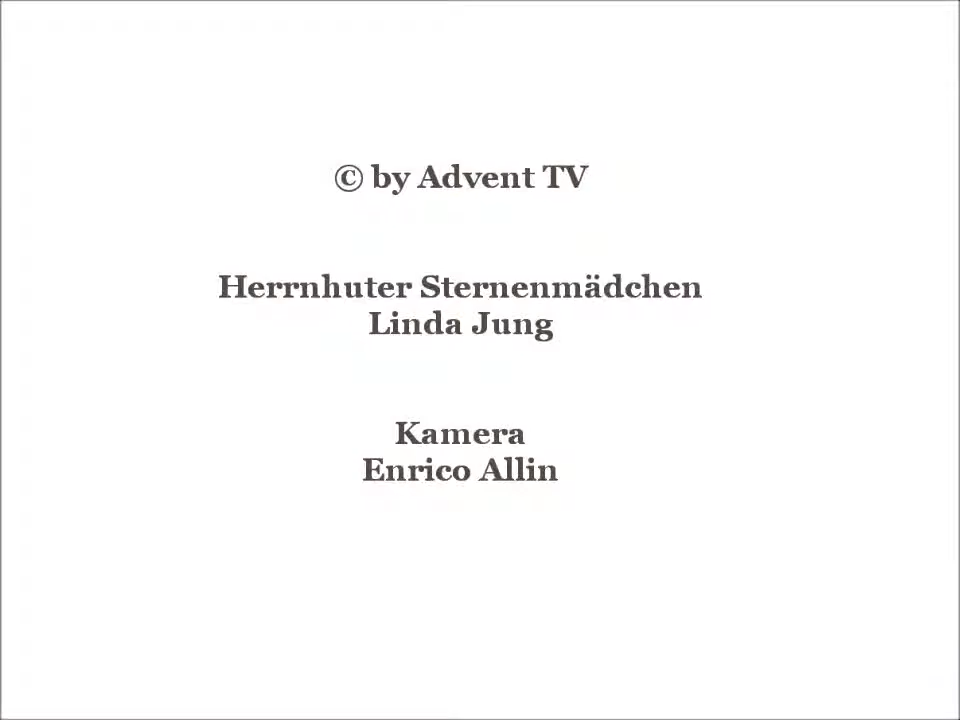 © by Advent TV
Herrnhuter Sternenmädchen
Linda Jung
Kamera
Enrico Allin